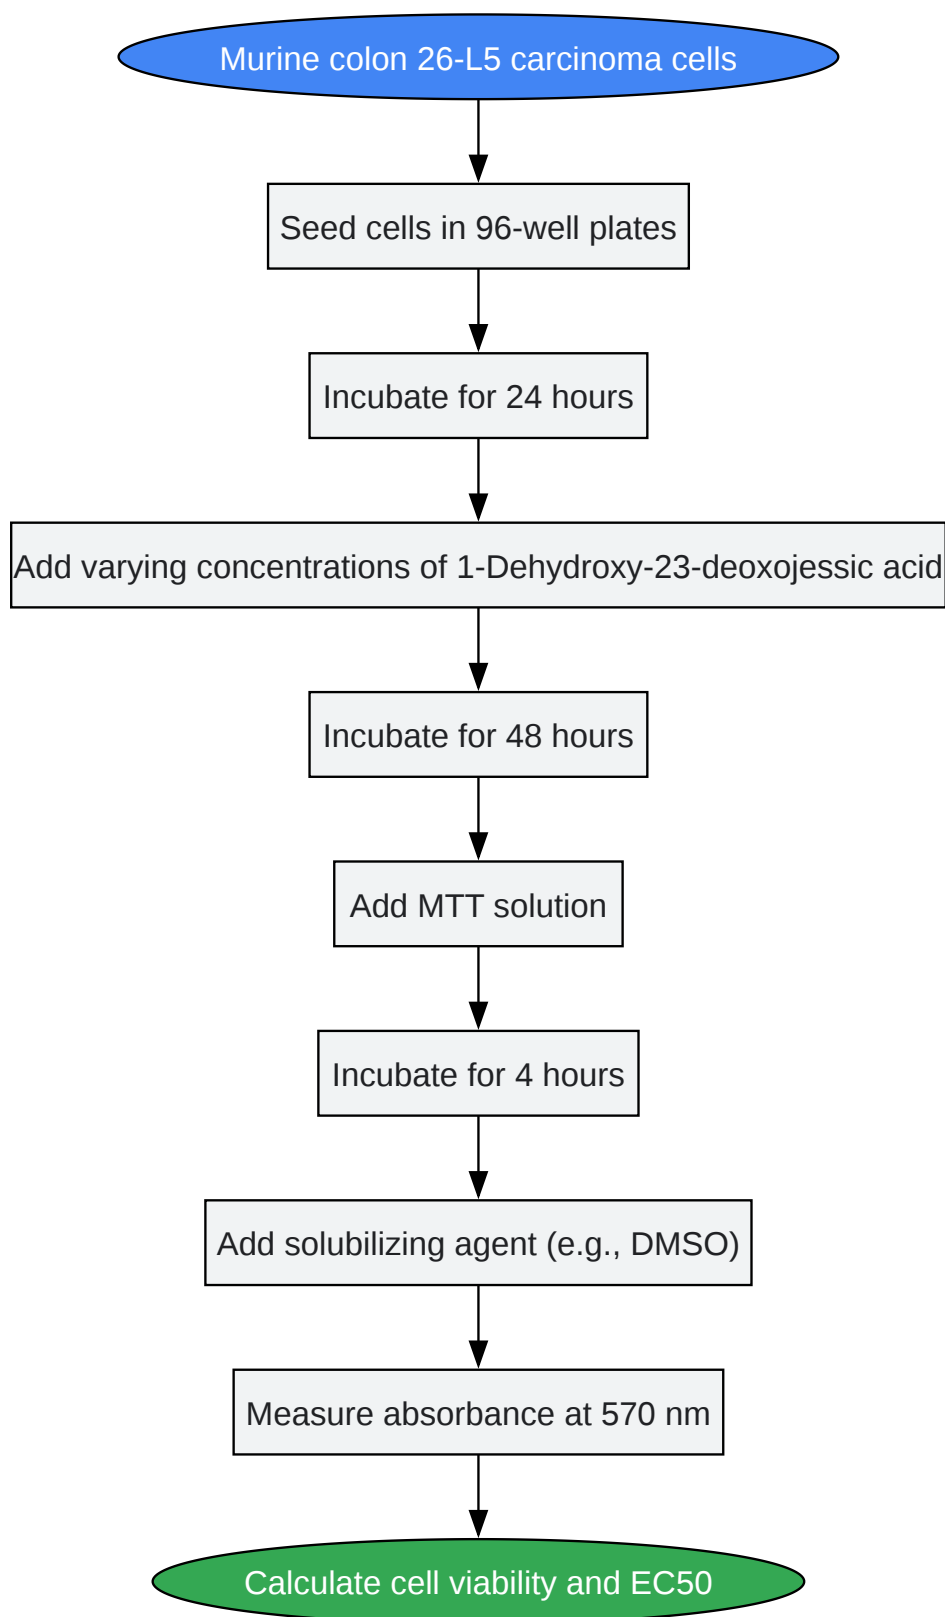 Murine colon 26-L5 carcinoma cells
Seed cells in 96-well plates
Incubate for 24 hours
Add varying concentrations of 1-Dehydroxy-23-deoxojessic acid
Incubate for 48 hours
Add MTT solution
Incubate for 4 hours
Add solubilizing agent (e.g., DMSO)
Measure absorbance at 570 nm
Calculate cell viability and EC50